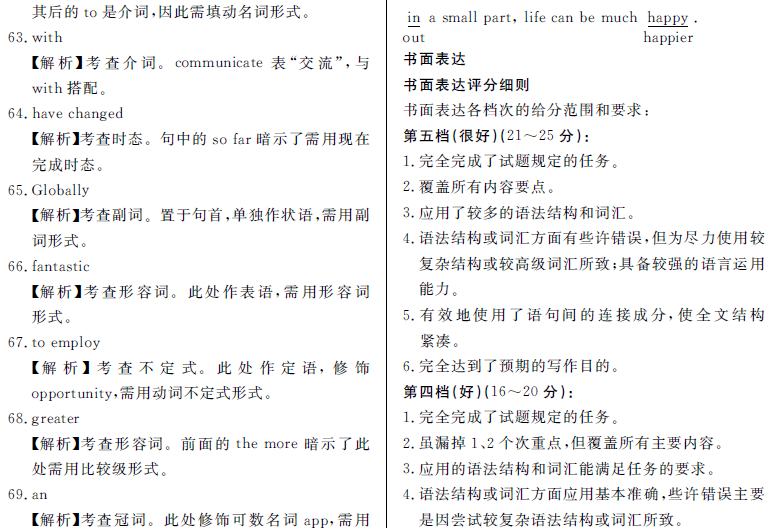 其后的 to 是介词,因此需填动名词形式。
63. with
【解析】考查介词。communicate 表“交流”,与
with 搭配。
64. have changed
【解析】考查时态。句中的 so far 暗示了需用现在
完成时态。
65. Globally
【解析】考查副词。置于句首,单独作状语,需用副
词形式。
66. fantastic
【解析】考查形容词。此处作表语,需用形容词
形式。
67. to employ
【解析】考查不定式。此处作定语,修饰
opportunity,需用动词不定式形式。
68. greater
【解析】考查形容词。前面的 the more 暗示了此
处需用比较级形式。
69. an
【解析】考查冠词。此处修饰可数名词 app,需用
in a small part, life can be much happy .
out happier
书面表达
书面表达评分细则
书面表达各档次的给分范围和要求:
第五档(很好)(21～25 分):
1. 完全完成了试题规定的任务。
2. 覆盖所有内容要点。
3. 应用了较多的语法结构和词汇。
4. 语法结构或词汇方面有些许错误,但为尽力使用较
复杂结构或较高级词汇所致;具备较强的语言运用
能力。
5. 有效地使用了语句间的连接成分,使全文结构
紧凑。
6. 完全达到了预期的写作目的。
第四档(好)(16～20 分):
1. 完全完成了试题规定的任务。
2. 虽漏掉 1、2 个次重点,但覆盖所有主要内容。
3. 应用的语法结构和词汇能满足任务的要求。
4. 语法结构或词汇方面应用基本准确,些许错误主要
是因尝试较复杂语法结构或词汇所致。